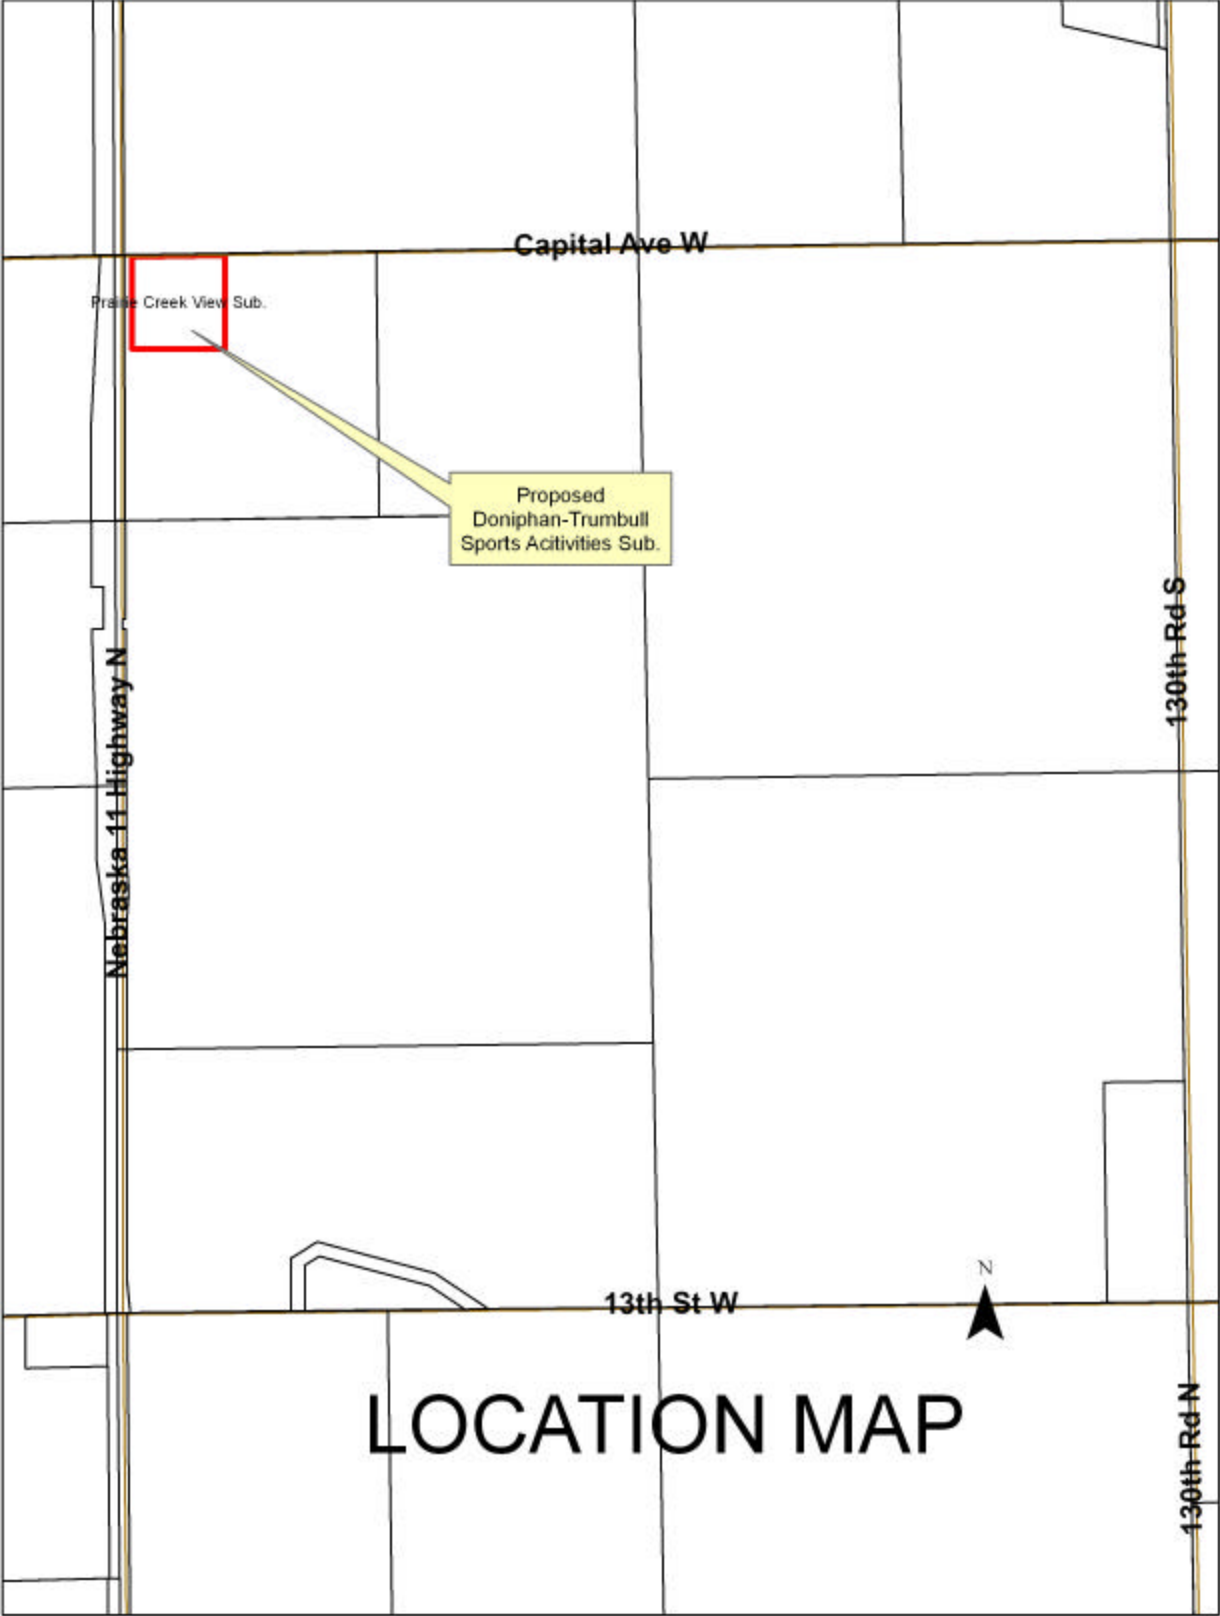 Capital Ave W
Prairie Creek View Sub.
Proposed
Doniphan-Trumbull
Sports Acitivities Sub.
130th Rd S
Nebraska 11 Highway N
N
13th St W
LOCATION MAP
130th Rd N